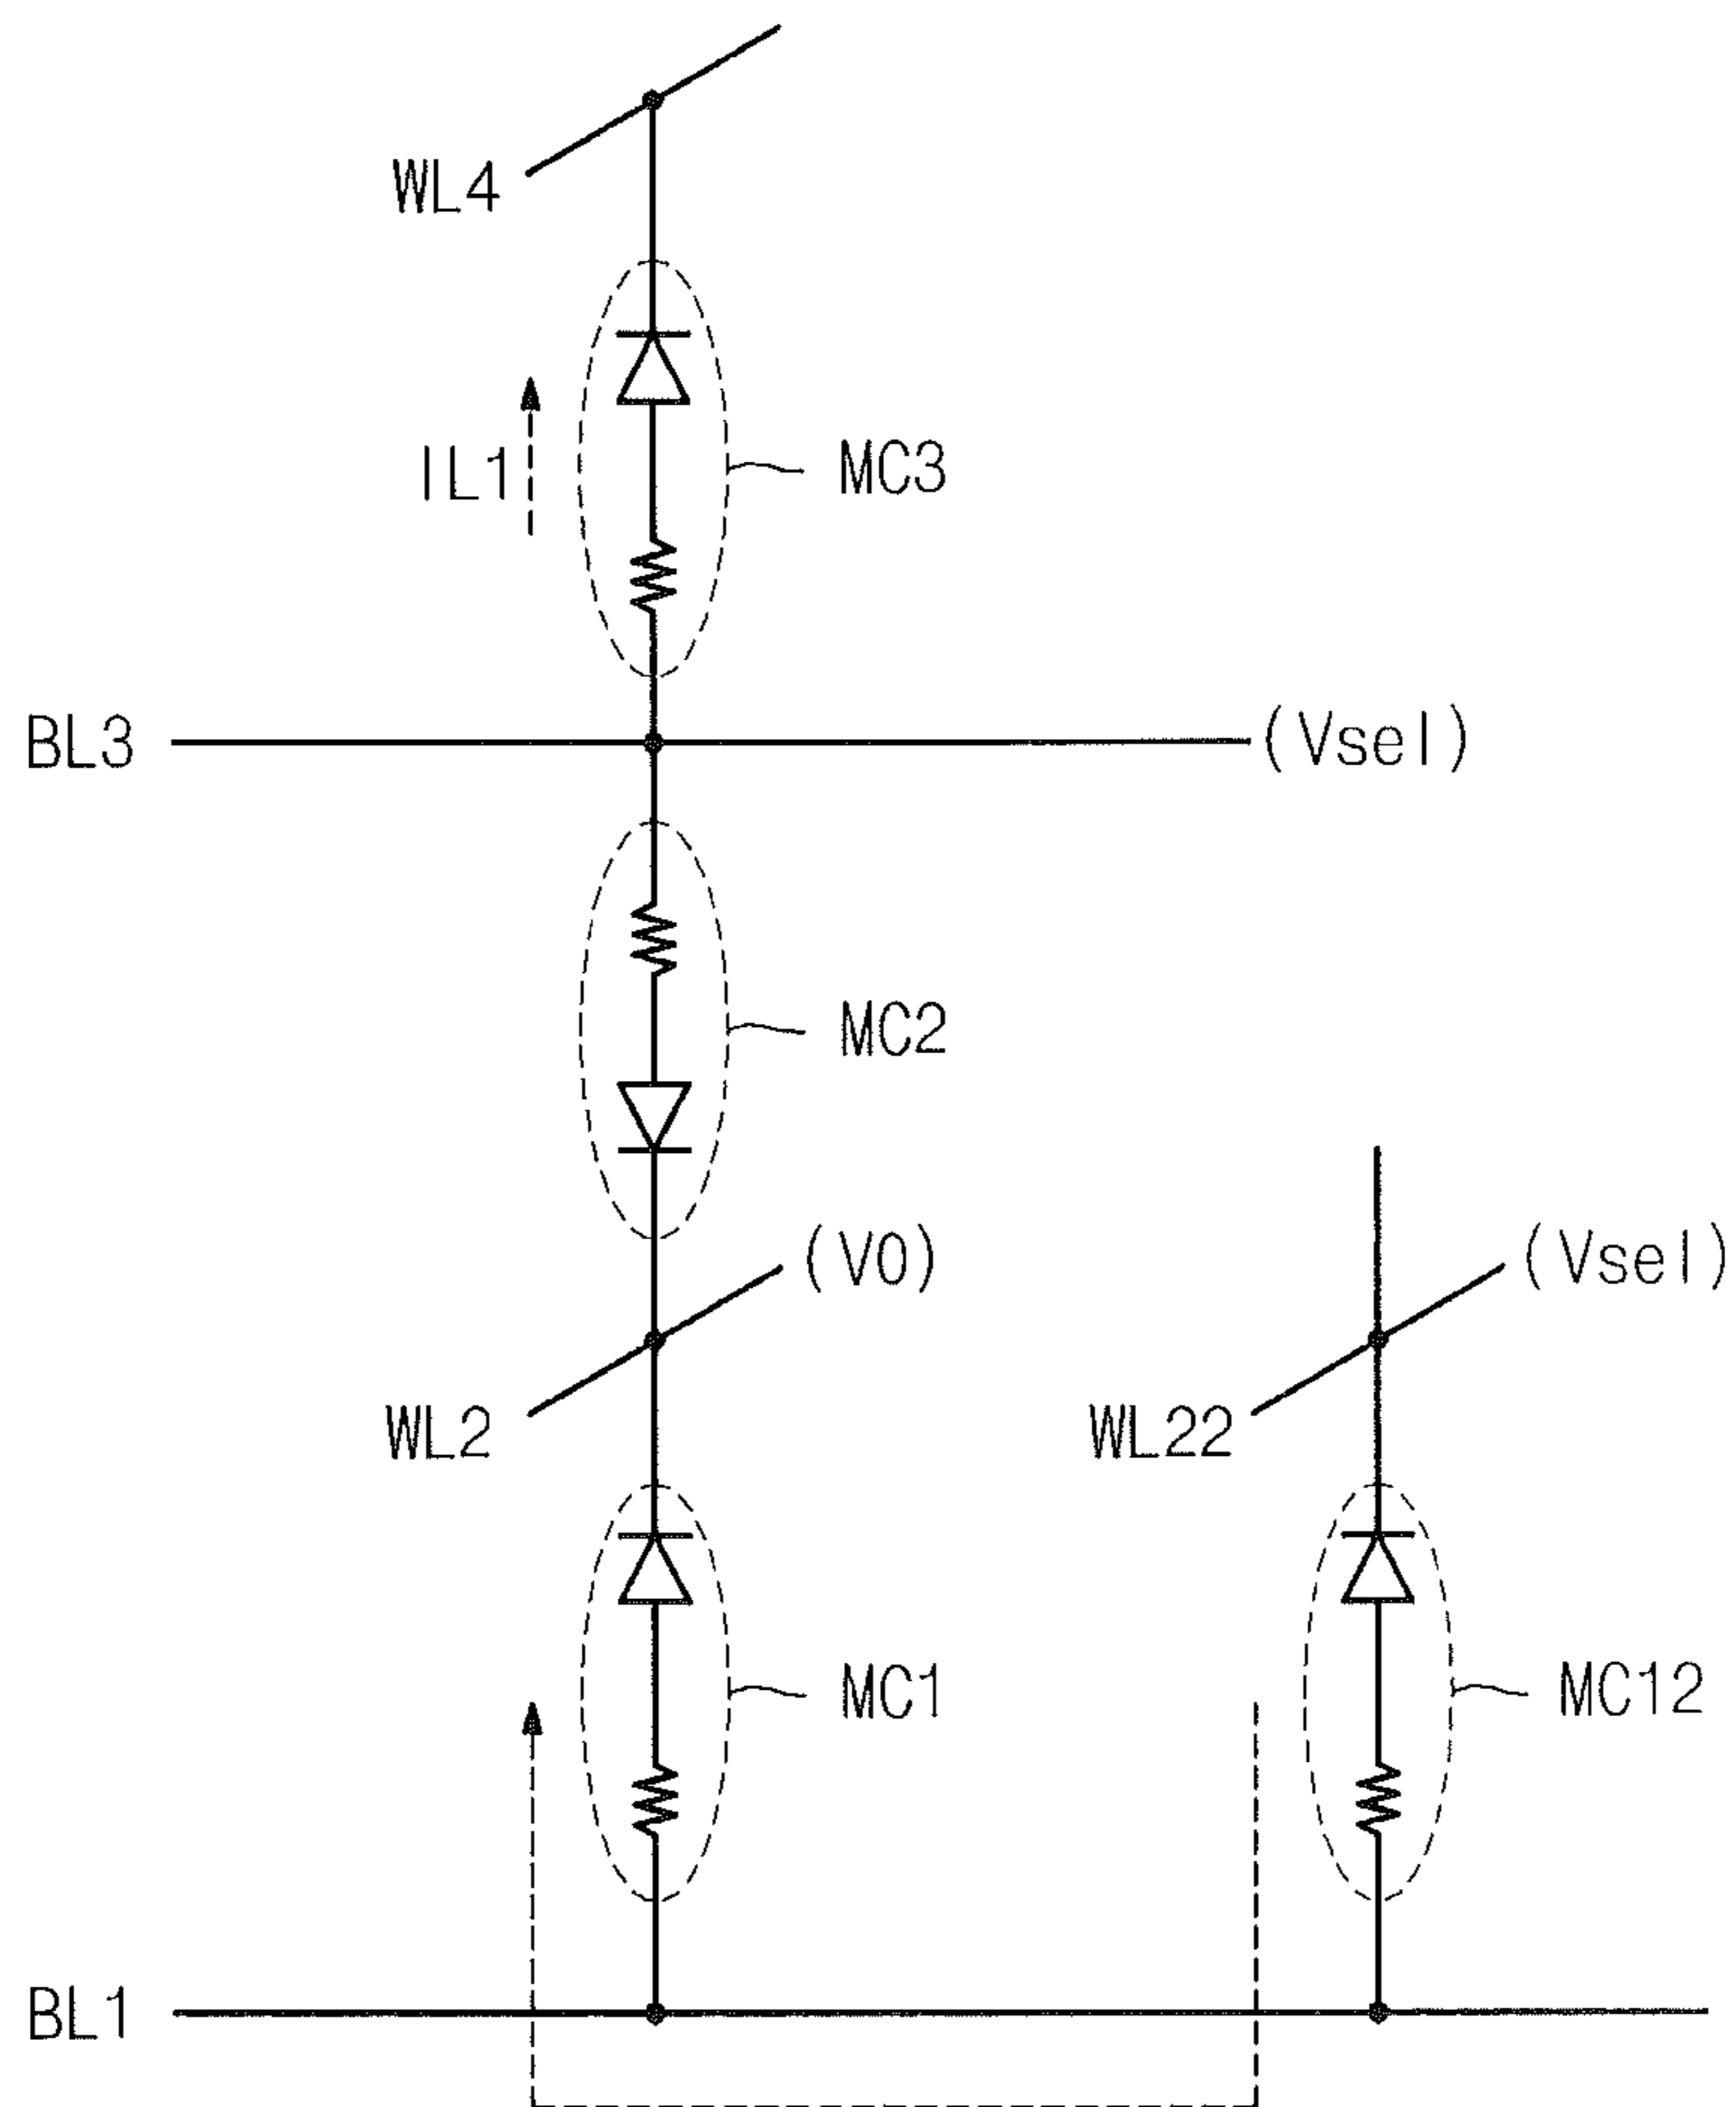 WL4
IL1
MC3
BL3
(Vsel)
MC2
(V0)
(Vsel)
WL2
WL22
MC1
MC12
BL1